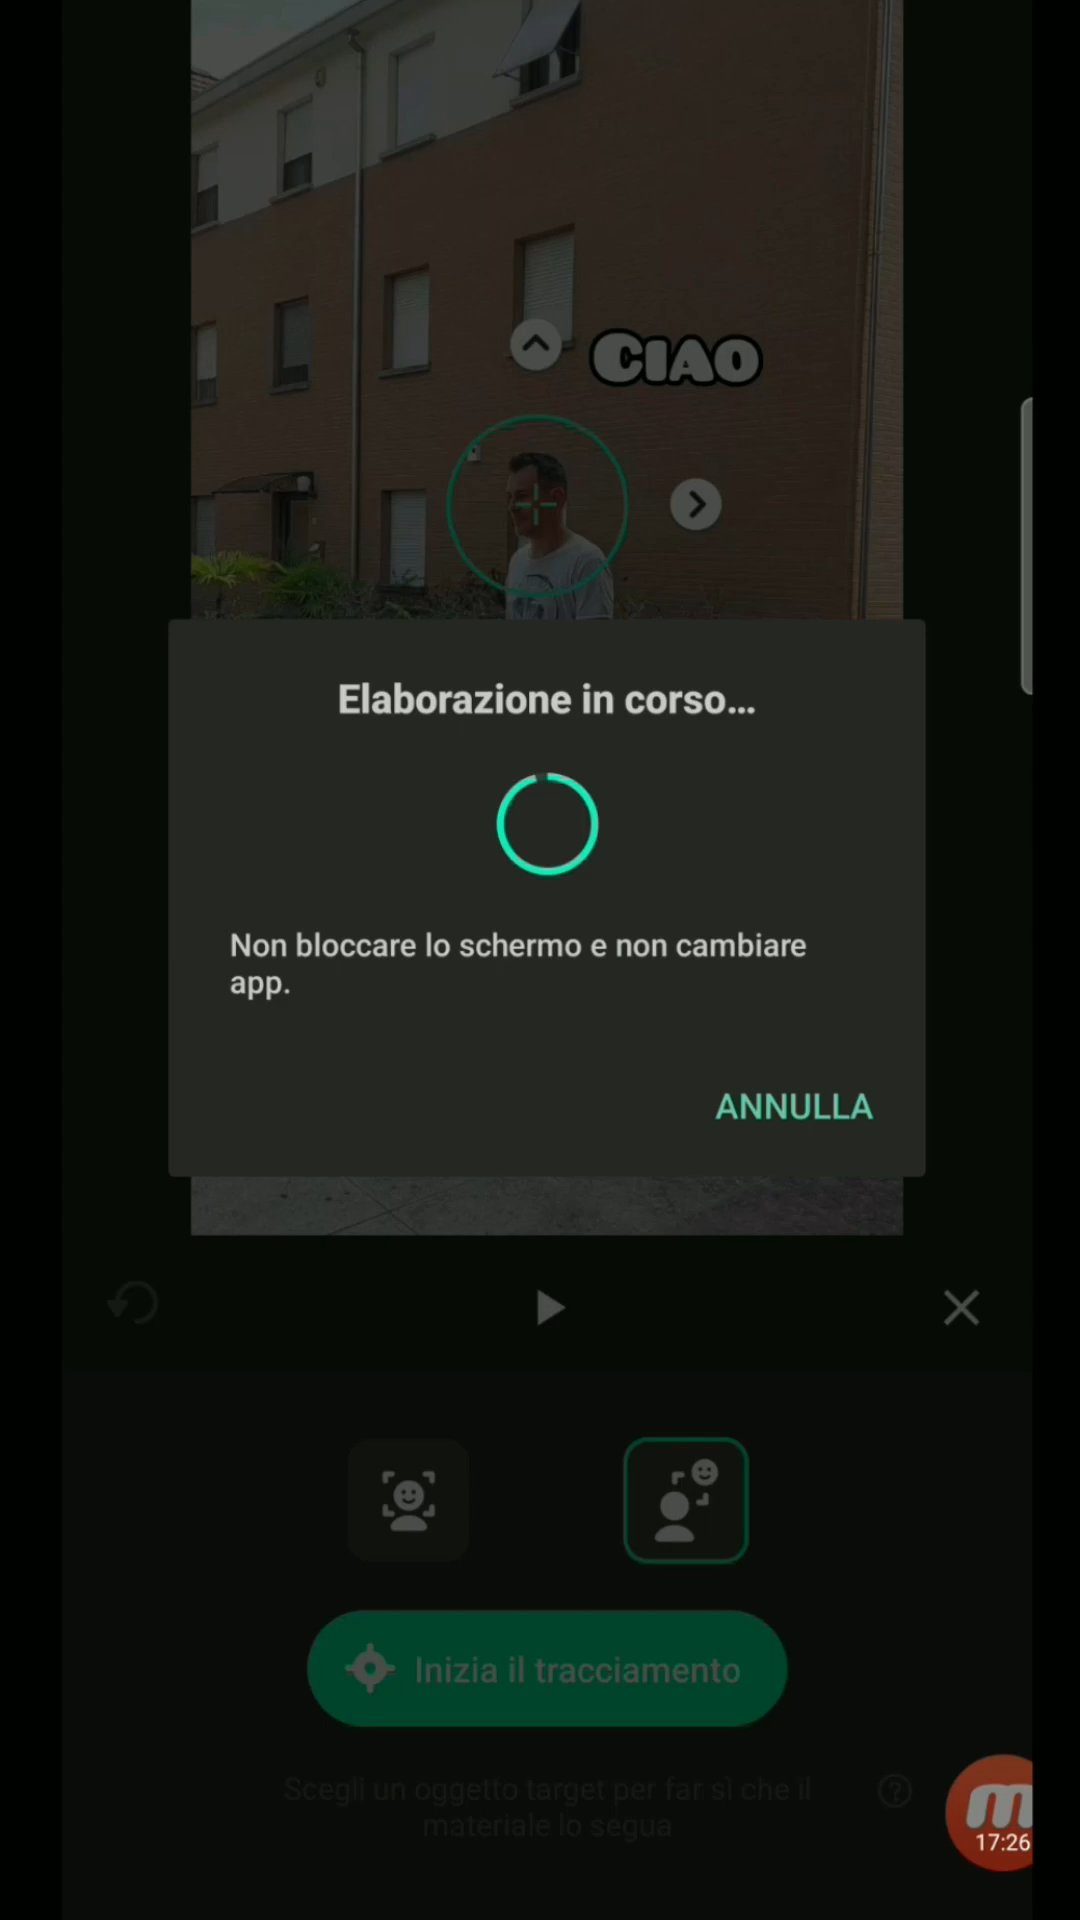 CIAO
Elaborazione in corso...
Non bloccare lo schermo e non cambiare
app.
ANNULLA
Inizia il tracciamento
Scegli un oggetto target per far sì che il
materiale lo segua
17:26